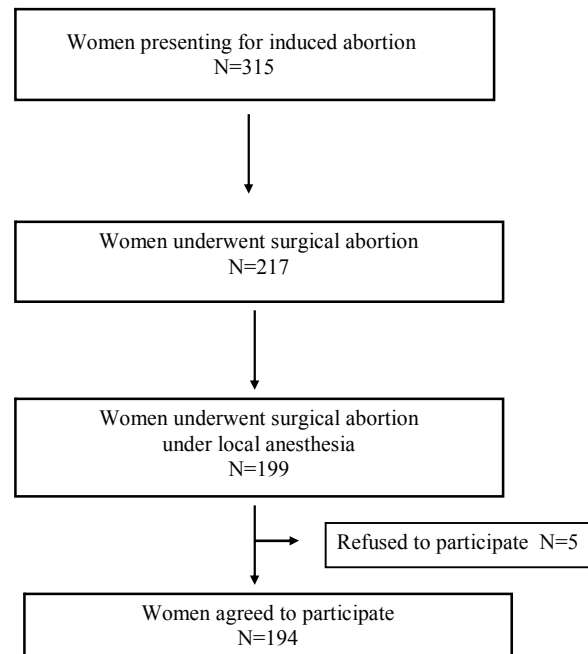 Women presenting for induced abortion
N=315
Women underwent surgical abortion
N=217
Women underwent surgical abortion
under local anesthesia
N=199
Refused to participate N=5
Women agreed to participate
N=194